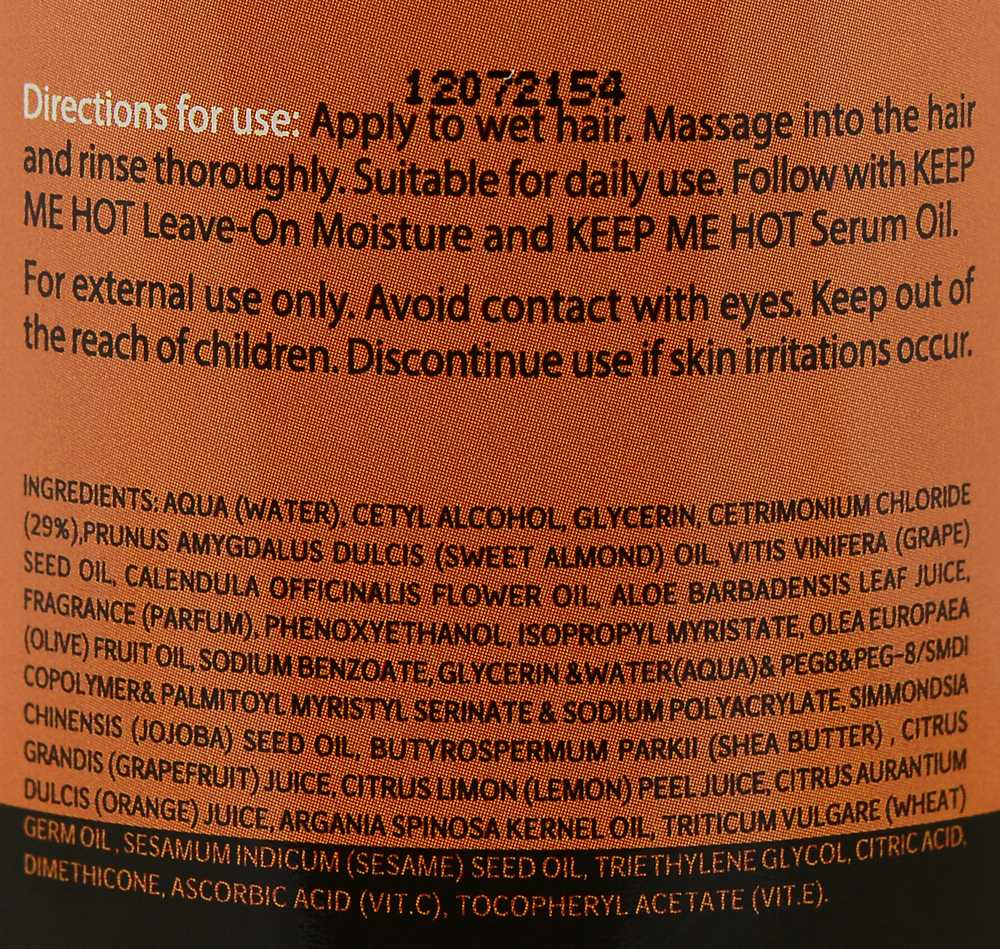 12072154
Directions for use: Apply to wet hair. Massage into the hair
and rinse thoroughly. Suitable for daily use. Follow with KEEP
ME HOT Leave-On Moisture and KEEP ME HOT Serum Oil.
For external use only. Avoid contact with eyes. Keep out of
the reach of children. Discontinue use if skin irritations occur.
INGREDIENTS: AQUA (WATER), CETYL ALCOHOL, GLYCERIN, CETRIMONIUM CHLORIDE
(29%),PRUNUS AMYGDALUS DULCIS (SWEET ALMOND) OIL, VITIS VINIFERA (GRAPE)
SEED OIL, CALENDULA OFFICINALIS FLOWER OIL, ALOE BARBADENSIS LEAF JUICE,
FRAGRANCE (PARFUM), PHENOXYETHANOL, ISOPROPYL MYRISTATE, OLEA EUROPAEA
(OLIVE) FRUIT OIL, SODIUM BENZOATE, GLYCERIN &WATER(AQUA)& PEG8&PEG-8/SMDI
COPOLYMER& PALMITOYL MYRISTYL SERINATE & SODIUM POLYACRYLATE, SIMMONDSIA
CHINENSIS (JOJOBA) SEED OIL, BUTYROSPERMUM PARKII (SHEA BUTTER) , CITRUS
GRANDIS (GRAPEFRUIT) JUICE, CITRUS LIMON (LEMON) PEEL JUICE, CITRUS AURANTIUM
DULCIS (ORANGE) JUICE, ARGANIA SPINOSA KERNEL OIL, TRITICUM VULGARE (WHEAT)
GERM OIL , SESAMUM INDICUM (SESAME) SEED OIL, TRIETHYLENE GLYCOL, CITRIC ACID,
DIMETHICONE, ASCORBIC ACID (VIT.C), TOCOPHERYL ACETATE (VIT.E).